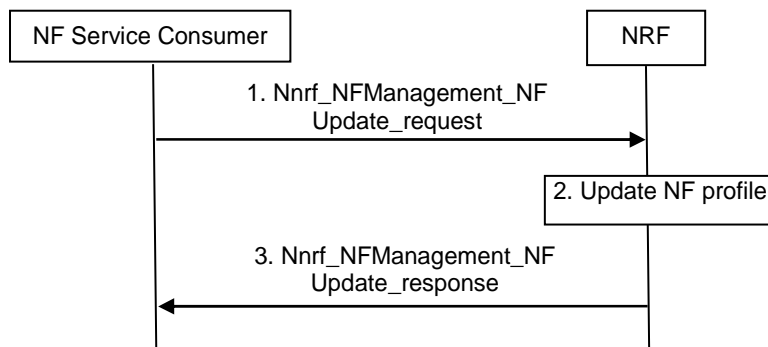 NF Service Consumer
NRF
1. Nnrf_NFManagement_NF
Update_request
2. Update NF profile
3. Nnrf_NFManagement_NF
Update_response